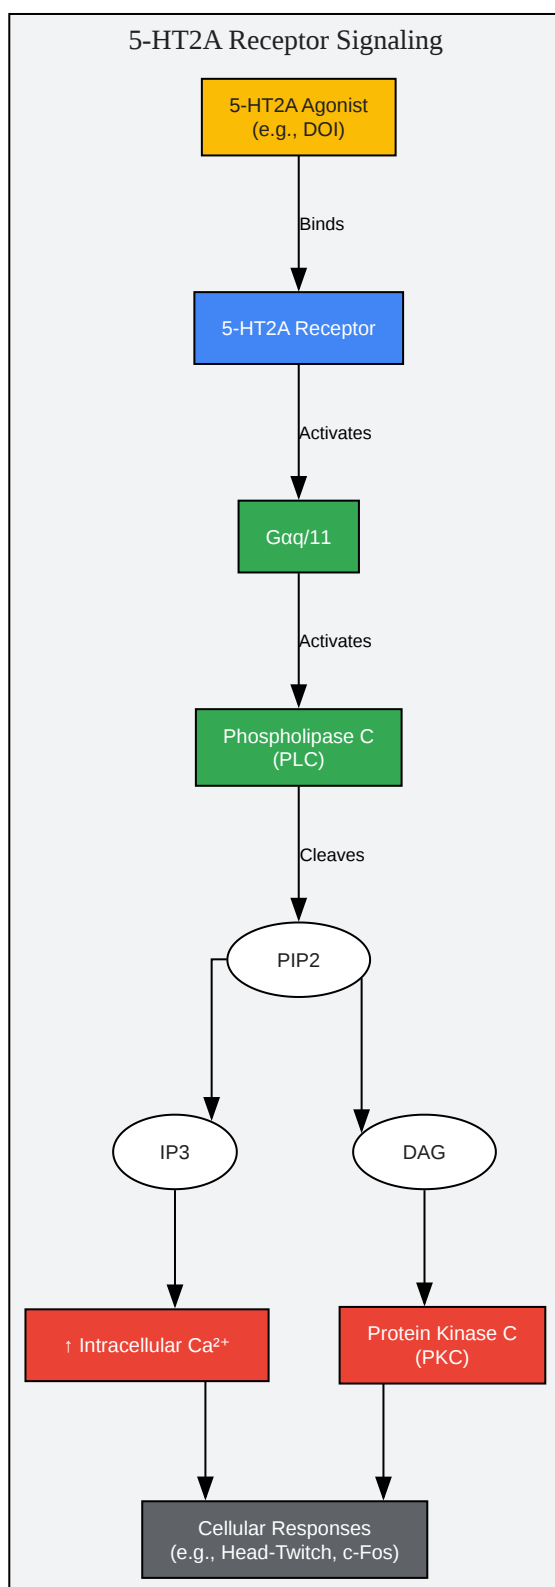 5-HT2A Receptor Signaling
5-HT2A Agonist
(e.g., DOI)
Binds
5-HT2A Receptor
Activates
Gαq/11
Activates
Phospholipase C
(PLC)
Cleaves
PIP2
IP3
DAG
↑ Intracellular Ca²⁺
Protein Kinase C
(PKC)
Cellular Responses
(e.g., Head-Twitch, c-Fos)